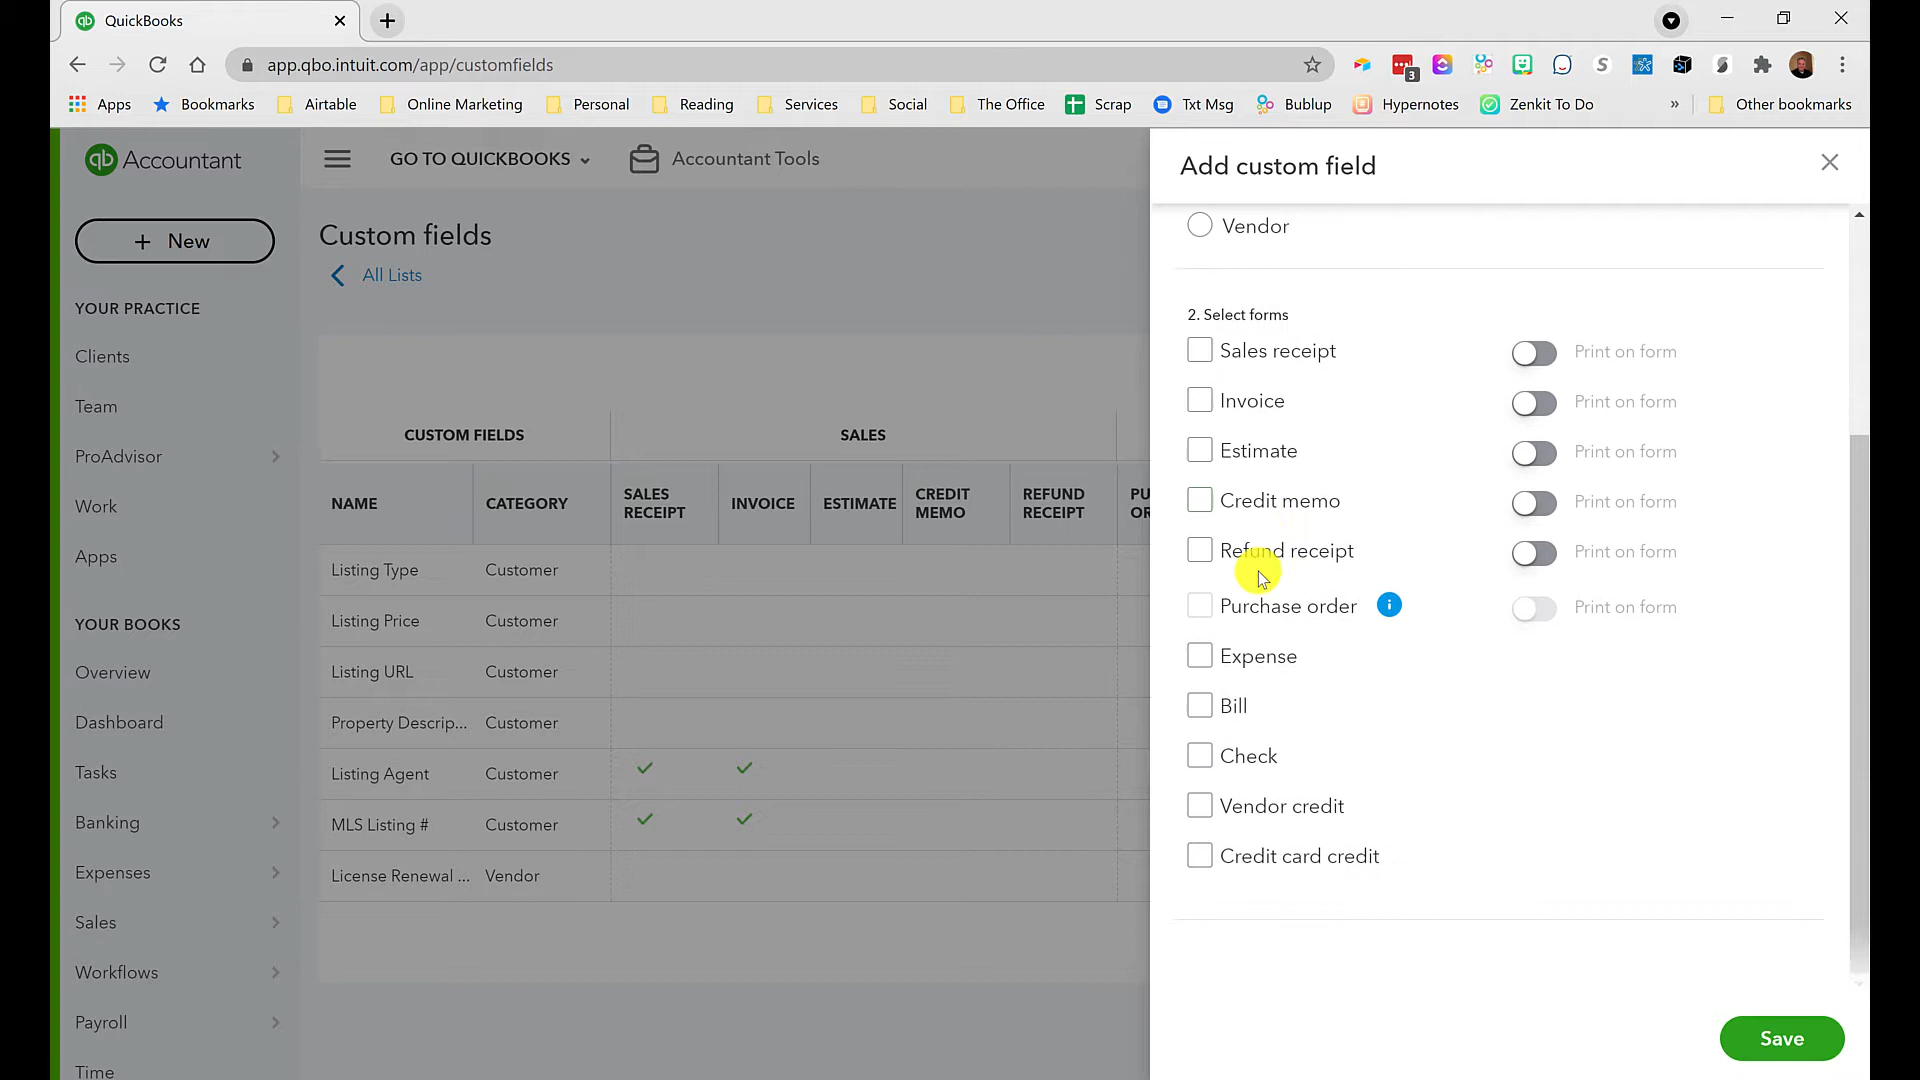 QuickBooks
app.qbo.intuit.com/app/customfields
3
Apps Bookmarks Airtable Online Marketing Personal Reading Services Social The Office Scrap Txt Msg Bublup Hypernotes Zenkit To Do » Other bookmarks
qb Accountant
GO TO QUICKBOOKS
Accountant Tools
+ New
YOUR PRACTICE
Clients
Team
ProAdvisor
Work
Apps
YOUR BOOKS
Overview
Dashboard
Tasks
Banking
Expenses
Sales
Workflows
Payroll
Time
Custom fields
All Lists
CUSTOM FIELDS SALES
NAME CATEGORY SALES RECEIPT INVOICE ESTIMATE CREDIT MEMO REFUND RECEIPT PU OR
Listing Type Customer
Listing Price Customer
Listing URL Customer
Property Descrip... Customer
Listing Agent Customer
MLS Listing # Customer
License Renewal ... Vendor
Add custom field
Vendor
2. Select forms
Sales receipt Print on form
Invoice Print on form
Estimate Print on form
Credit memo Print on form
Refund receipt Print on form
Purchase order i Print on form
Expense
Bill
Check
Vendor credit
Credit card credit
Save